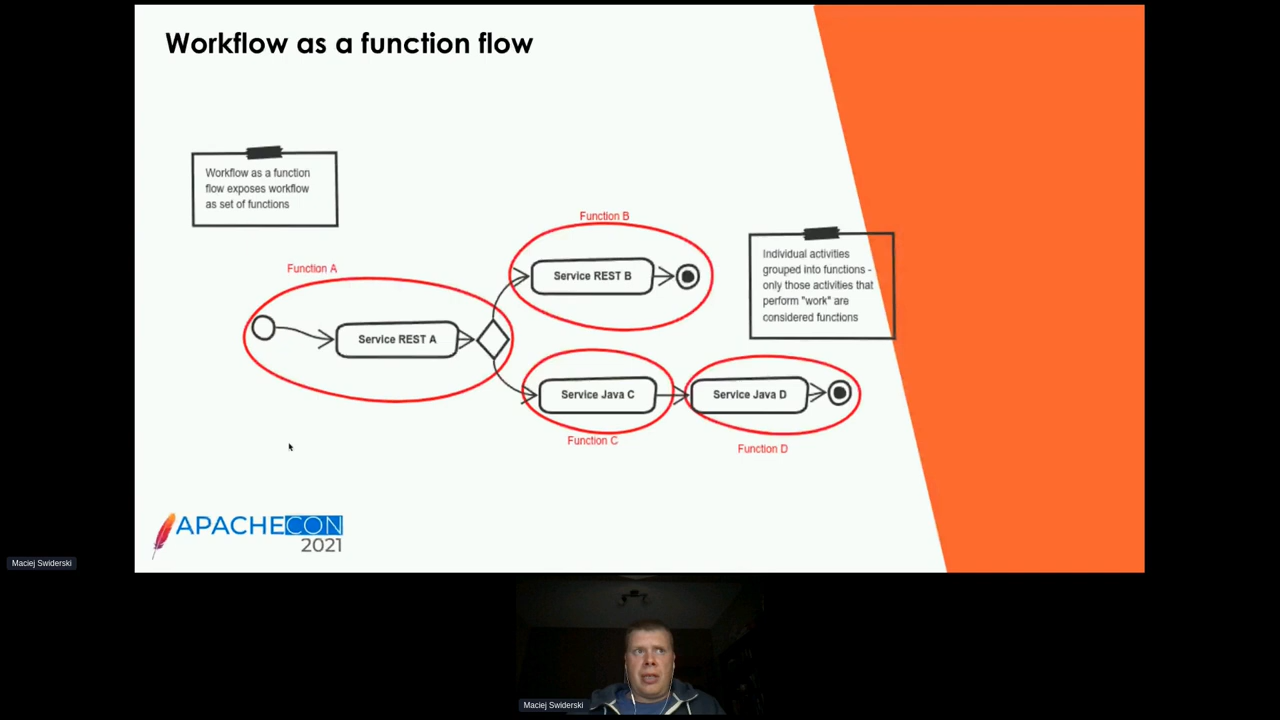 Workflow as a function flow
Workflow as a function
flow exposes workflow
as set of functions
Function B
Individual activities
grouped into functions -
only those activities that
perform "work" are
considered functions
Function A
Service REST B
Service REST A
Service Java C
Service Java D
Function C
Function D
APACHECON
2021
Maciej Swiderski
Maciej Swiderski